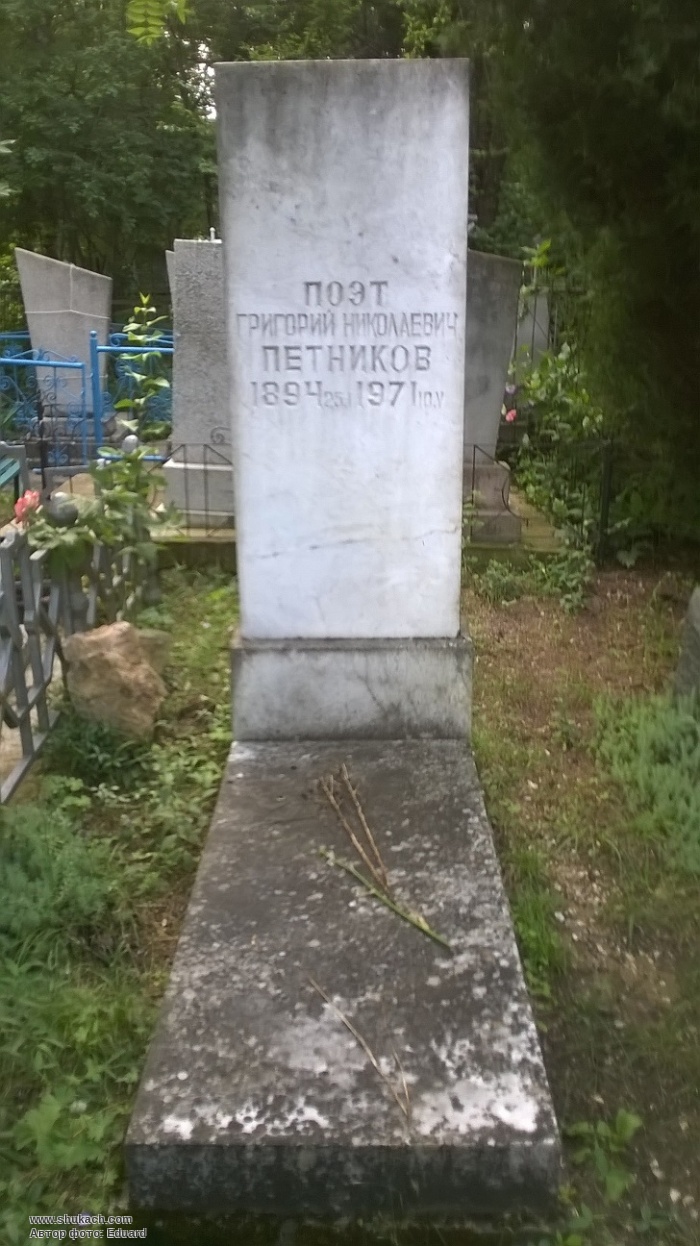 ПОЭТ
ГРИГОРИЙ НИКОЛАЕВИЧ
ПЕТНИКОВ
1894 25.I 1971 10.V
www.shukach.com
Автор фото: Eduard